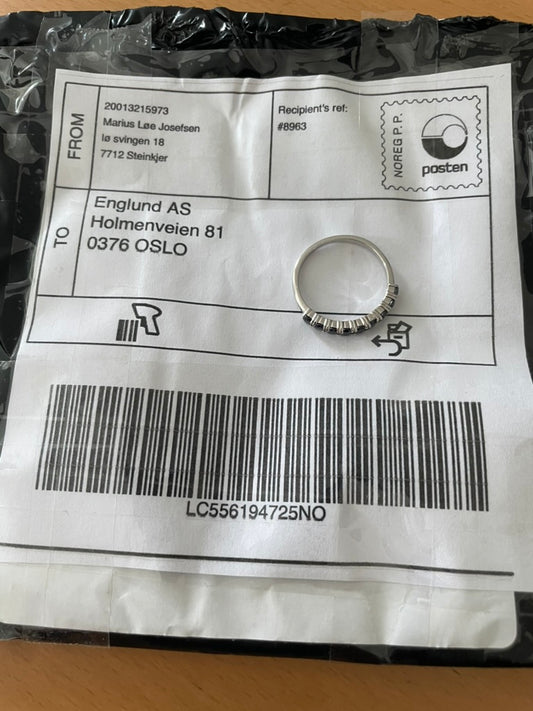 FROM
20013215973
Marius Løe Josefsen
lø svingen 18
7712 Steinkjer
Recipient's ref:
#8963
NOREG P.P.
posten
TO
Englund AS
Holmenveien 81
0376 OSLO
LC556194725NO